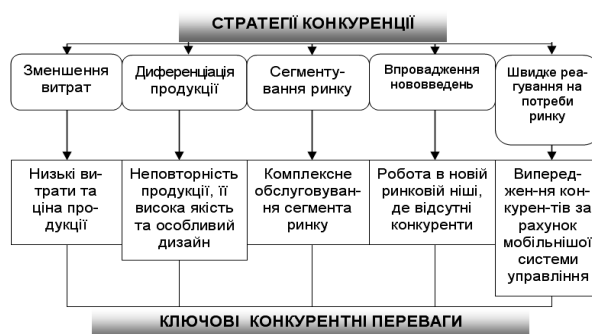 СТРАТЕГІЇ КОНКУРЕНЦІЇ
Зменшення
витрат
Диференціація
продукції
Сегменту-
вання ринку
Впровадження
нововведень
Швидке реа-
гування на
потреби
ринку
Низькі ви-
трати та
ціна про-
дукції
Неповторність
продукції, її
висока якість
та особливий
дизайн
Комплексне
обслуговуван-
ня сегмента
ринку
Робота в новій
ринковій ніші,
де відсутні
конкуренти
Виперед-
жен-ня кон-
курен-тів за
рахунок
мобільнішої
системи
управління
КЛЮЧОВІ КОНКУРЕНТНІ ПЕРЕВАГИ